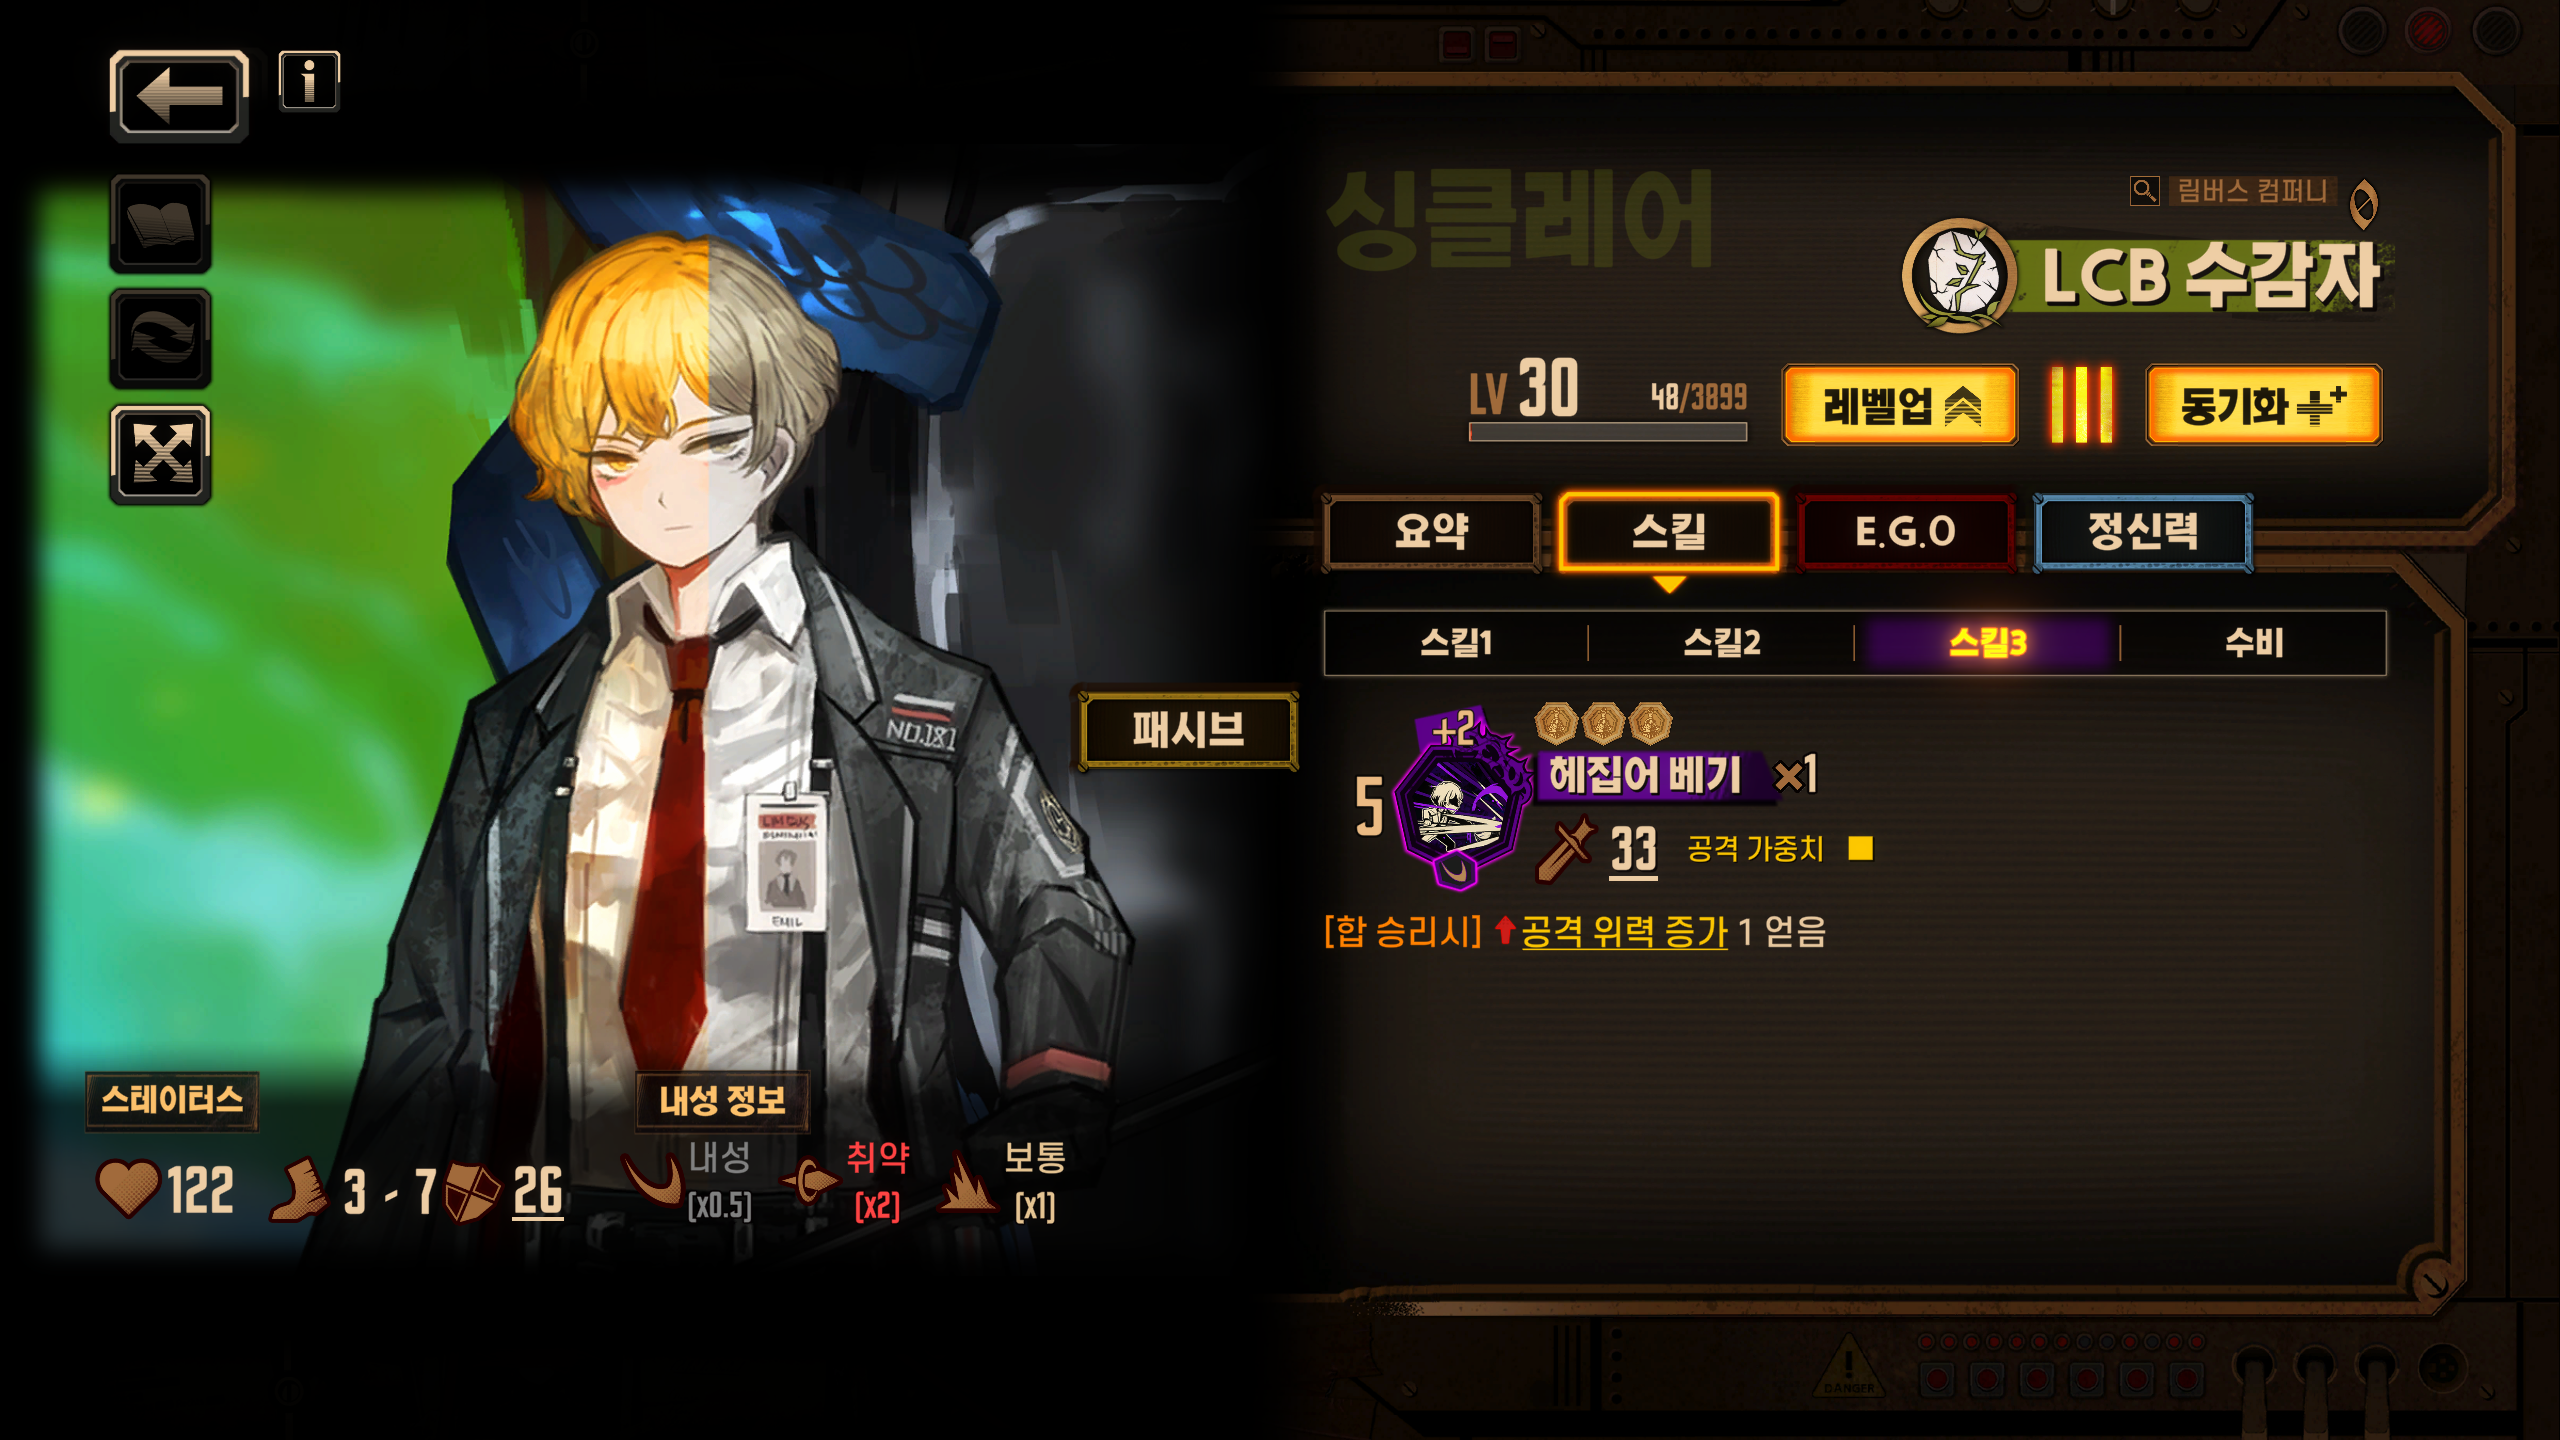 싱클레어
림버스 컴퍼니
LCB 수감자
LV 30
48/3899
레벨업
동기화
요약
스킬
E.G.O
정신력
스킬1
스킬2
스킬3
수비
패시브
+2
5
헤집어 베기 ×1
33 공격 가중치
[합 승리시] 공격 위력 증가 1 얻음
NO.181
EMIL
스테이터스
122
3 - 7
26
내성 정보
내성
[x0.5]
취약
[x2]
보통
[x1]
DANGER